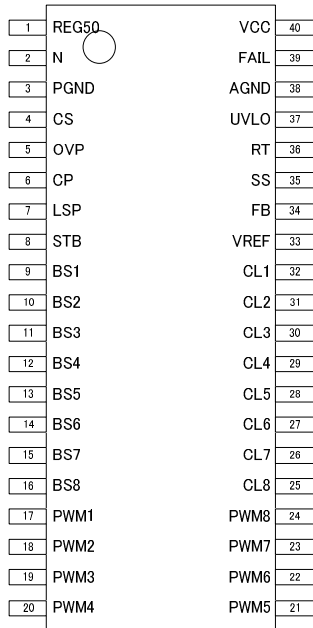 1 REG50 VCC 40
2 N FAIL 39
3 PGND AGND 38
4 CS UVLO 37
5 OVP RT 36
6 CP SS 35
7 LSP FB 34
8 STB VREF 33
9 BS1 CL1 32
10 BS2 CL2 31
11 BS3 CL3 30
12 BS4 CL4 29
13 BS5 CL5 28
14 BS6 CL6 27
15 BS7 CL7 26
16 BS8 CL8 25
17 PWM1 PWM8 24
18 PWM2 PWM7 23
19 PWM3 PWM6 22
20 PWM4 PWM5 21